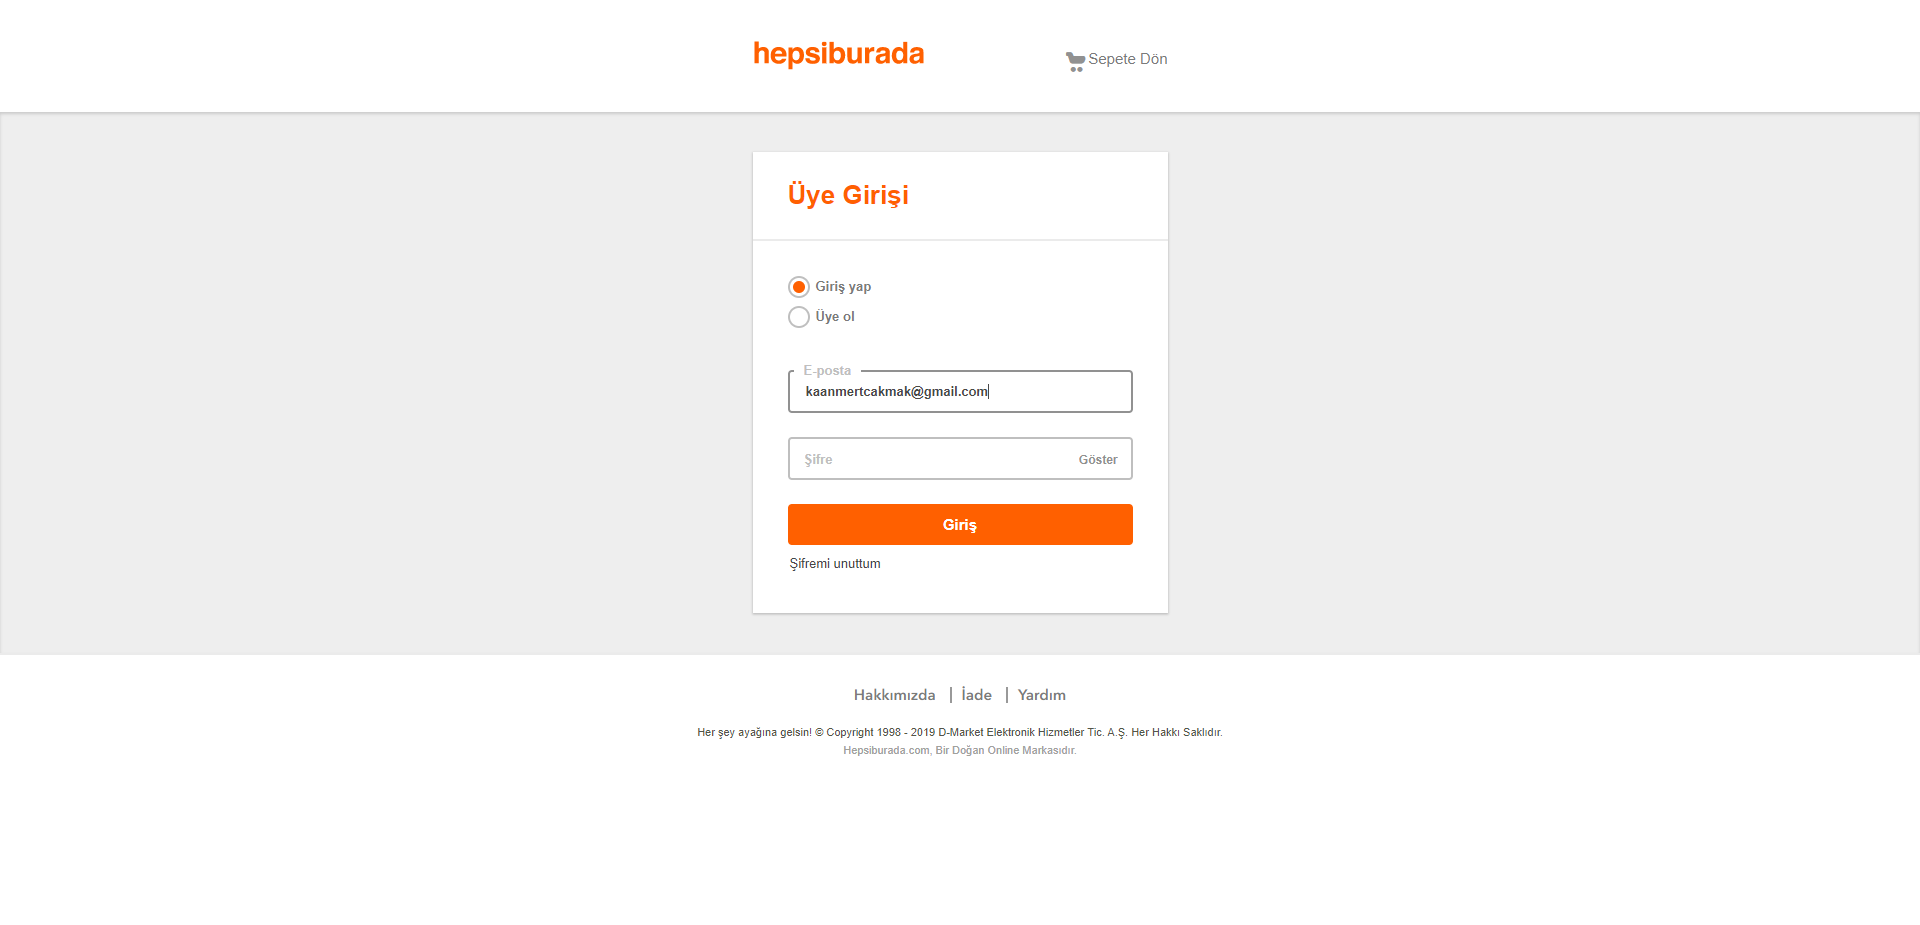 hepsiburada
Sepete Dön
Üye Girişi
Giriş yap
Üye ol
E-posta
kaanmertcakmak@gmail.com
Şifre Göster
Giriş
Şifremi unuttum
Hakkımızda | İade | Yardım
Her şey ayağına gelsin! © Copyright 1998 - 2019 D-Market Elektronik Hizmetler Tic. A.Ş. Her Hakkı Saklıdır.
Hepsiburada.com, Bir Doğan Online Markasıdır.